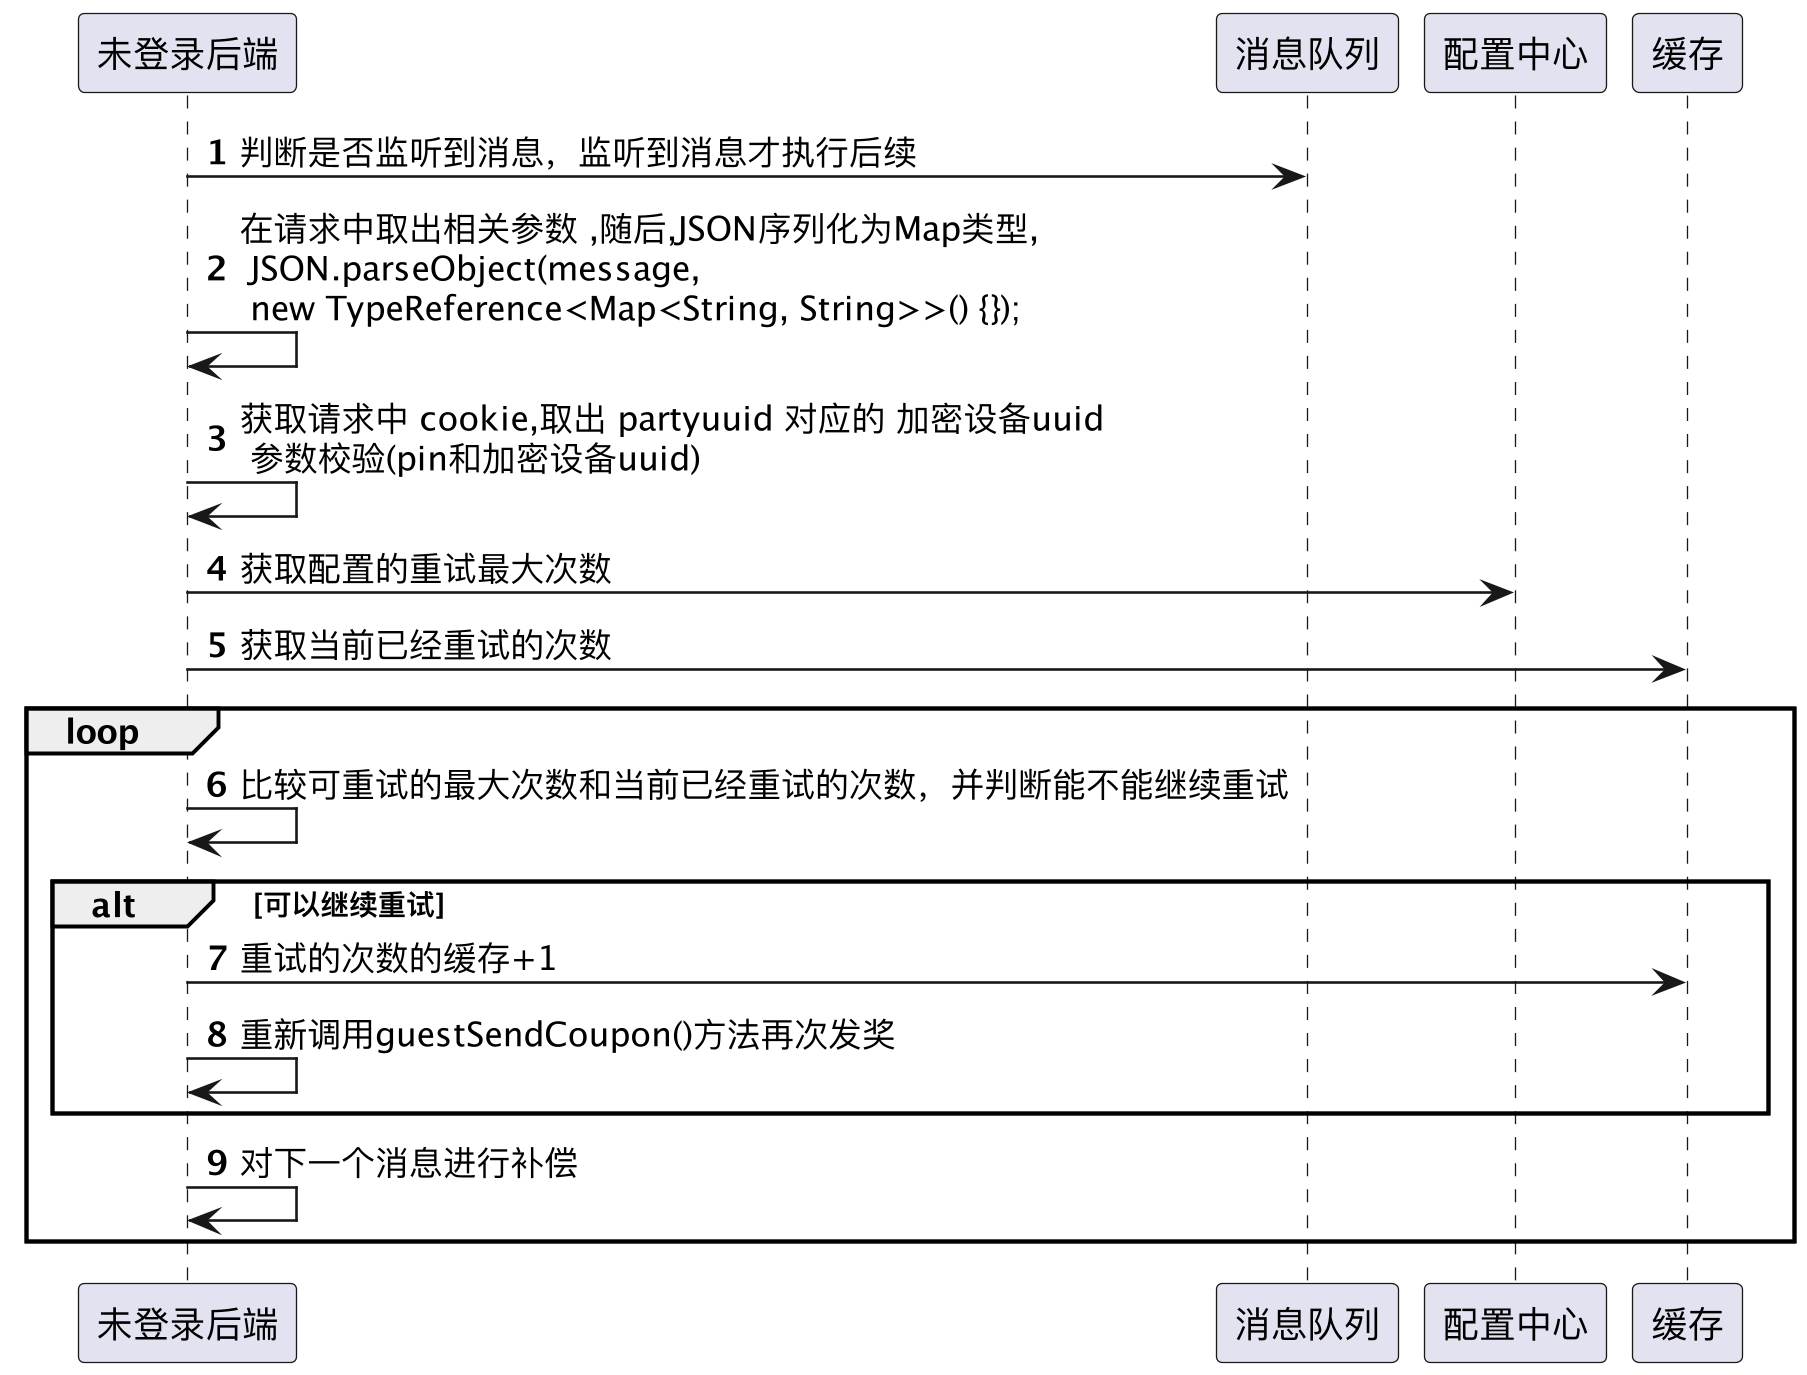 未登录后端
消息队列
配置中心
缓存
1 判断是否监听到消息，监听到消息才执行后续
在请求中取出相关参数 ,随后,JSON序列化为Map类型,
2 JSON.parseObject(message,
new TypeReference<Map<String, String>>() {});
获取请求中 cookie,取出 partyuuid 对应的 加密设备uuid
3 参数校验(pin和加密设备uuid)
4 获取配置的重试最大次数
5 获取当前已经重试的次数
loop
6 比较可重试的最大次数和当前已经重试的次数，并判断能不能继续重试
alt [可以继续重试]
7 重试的次数的缓存+1
8 重新调用guestSendCoupon()方法再次发奖
9 对下一个消息进行补偿
未登录后端
消息队列
配置中心
缓存